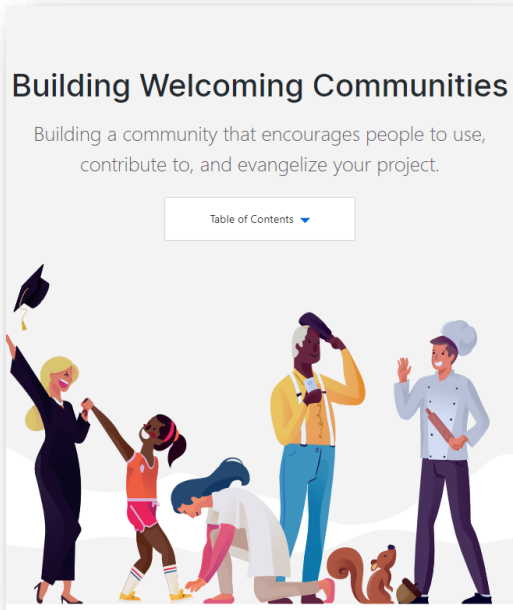 Building Welcoming Communities
Building a community that encourages people to use,
contribute to, and evangelize your project.
Table of Contents